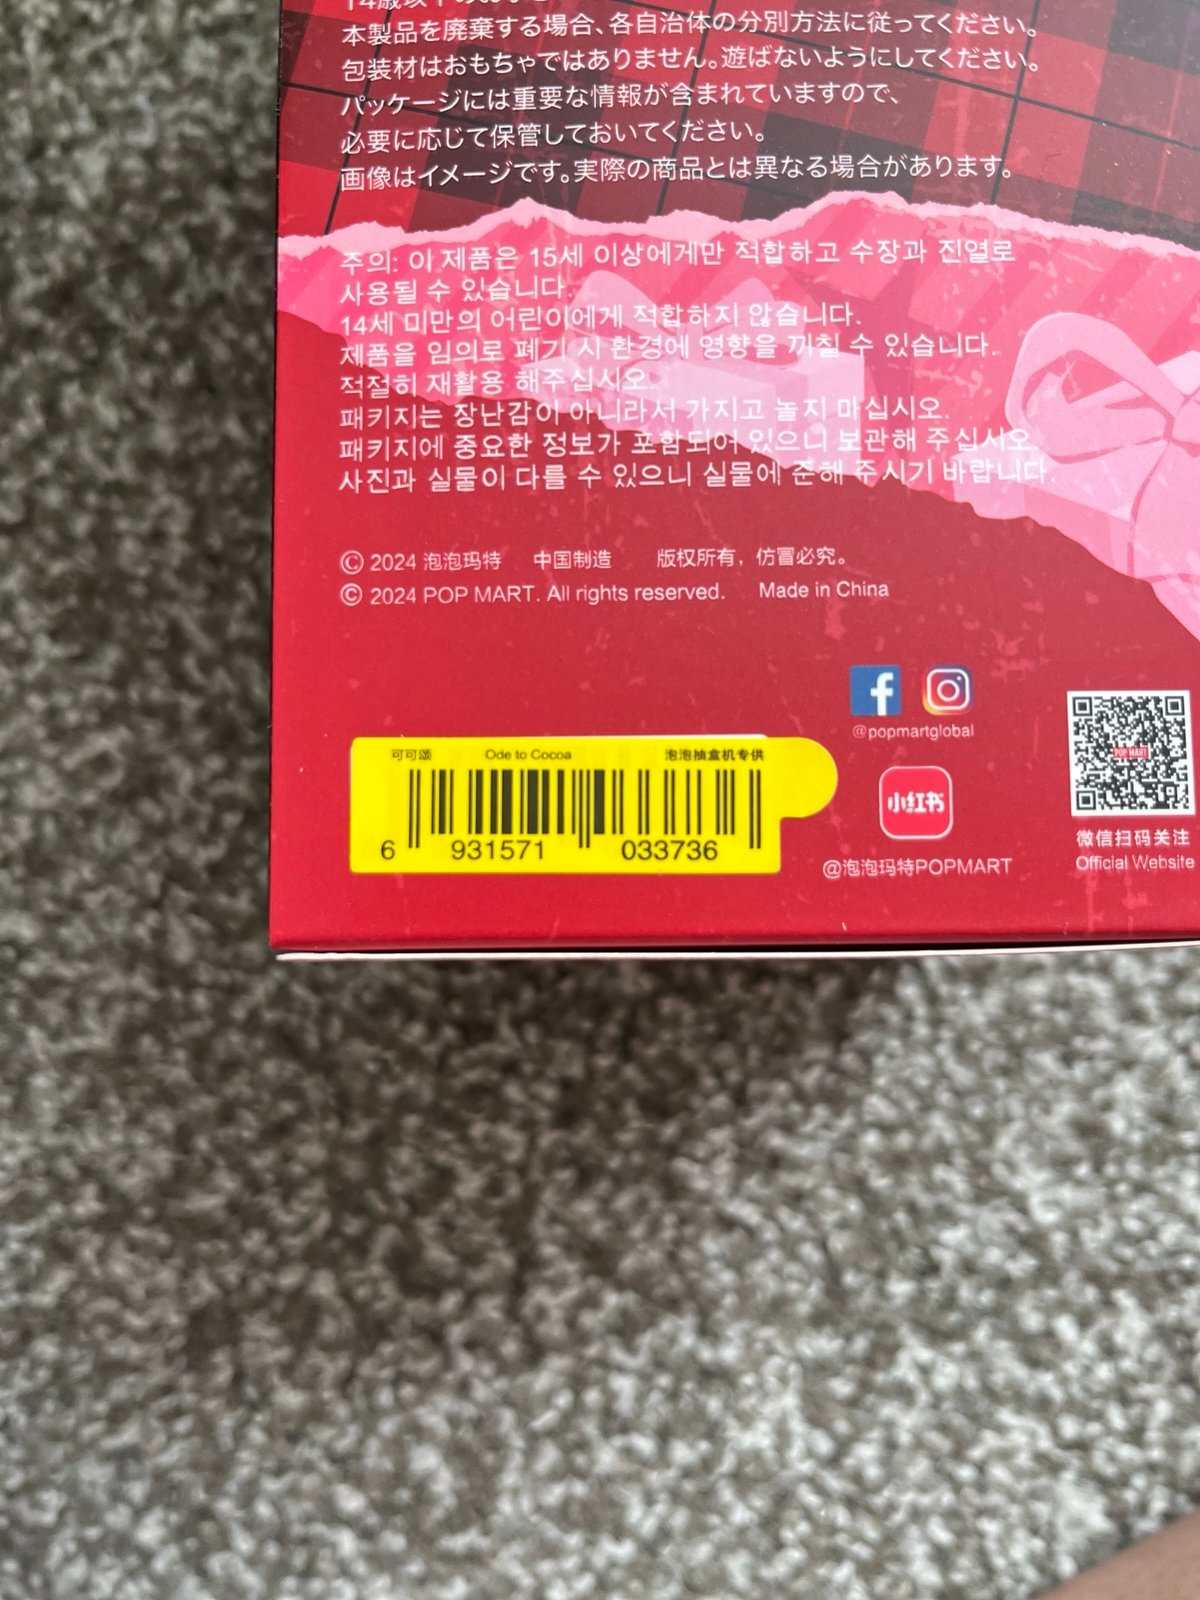 14歳以下のお
本製品を廃棄する場合、各自治体の分別方法に従ってください。
包装材はおもちゃではありません。遊ばないようにしてください。
パッケージには重要な情報が含まれていますので、
必要に応じて保管しておいてください。
画像はイメージです。実際の商品とは異なる場合があります。
주의: 이 제품은 15세 이상에게만 적합하고 수장과 진열로
사용될 수 있습니다.
14세 미만의 어린이에게 적합하지 않습니다.
제품을 임의로 폐기 시 환경에 영향을 끼칠 수 있습니다.
적절히 재활용 해주십시오.
패키지는 장난감이 아니라서 가지고 놀지 마십시오.
패키지에 중요한 정보가 포함되어 있으니 보관해 주십시오.
사진과 실물이 다를 수 있으니 실물에 준해 주시기 바랍니다.
© 2024 泡泡玛特 中国制造 版权所有，仿冒必究。
© 2024 POP MART. All rights reserved. Made in China
@popmartglobal
可可颂 Ode to Cocoa 泡泡抽盒机专供
6 931571 033736
小红书
@泡泡玛特POPMART
POP MART
微信扫码关注
Official Website